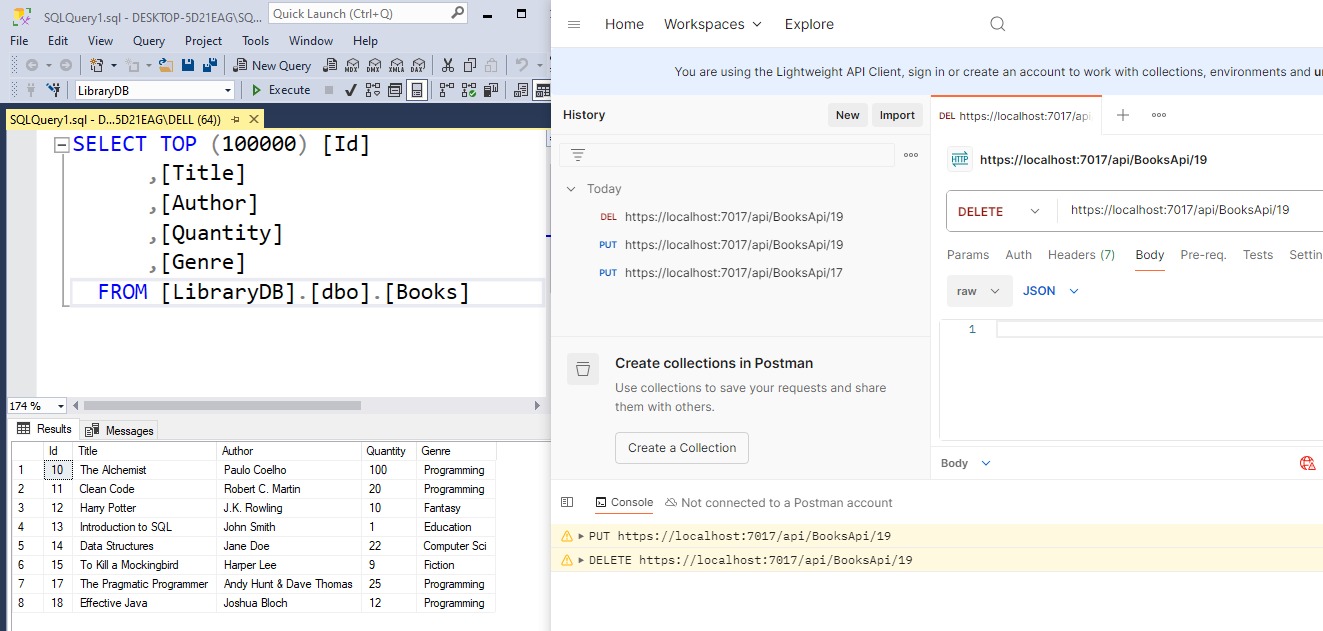 SQLQuery1.sql - DESKTOP-5D21EAG\SQ...
Quick Launch (Ctrl+Q)
File Edit View Query Project Tools Window Help
New Query MDX DMX XMLA DAX
LibraryDB Execute
SQLQuery1.sql - D...5D21EAG\DELL (64))
SELECT TOP (100000) [Id]
,[Title]
,[Author]
,[Quantity]
,[Genre]
FROM [LibraryDB].[dbo].[Books]
174 %
Results Messages
Id Title Author Quantity Genre
1 10 The Alchemist Paulo Coelho 100 Programming
2 11 Clean Code Robert C. Martin 20 Programming
3 12 Harry Potter J.K. Rowling 10 Fantasy
4 13 Introduction to SQL John Smith 1 Education
5 14 Data Structures Jane Doe 22 Computer Sci
6 15 To Kill a Mockingbird Harper Lee 9 Fiction
7 17 The Pragmatic Programmer Andy Hunt & Dave Thomas 25 Programming
8 18 Effective Java Joshua Bloch 12 Programming
Home Workspaces Explore
You are using the Lightweight API Client, sign in or create an account to work with collections, environments and
History New Import
Today
DEL https://localhost:7017/api/BooksApi/19
PUT https://localhost:7017/api/BooksApi/19
PUT https://localhost:7017/api/BooksApi/17
Create collections in Postman
Use collections to save your requests and share
them with others.
Create a Collection
DEL https://localhost:7017/api
HTTP https://localhost:7017/api/BooksApi/19
DELETE https://localhost:7017/api/BooksApi/19
Params Auth Headers (7) Body Pre-req. Tests Settin
raw JSON
1
Body
Console Not connected to a Postman account
PUT https://localhost:7017/api/BooksApi/19
DELETE https://localhost:7017/api/BooksApi/19